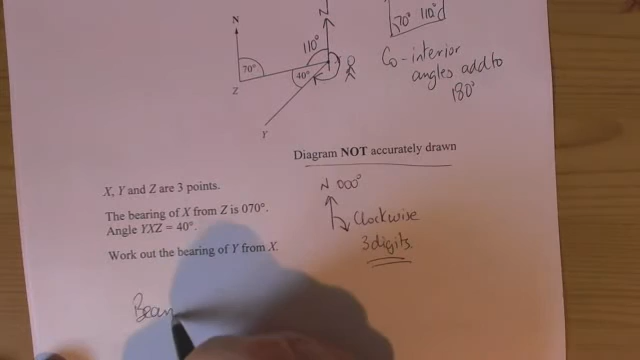 N
N
110°
70° 110°
70°
40°
Z
Y
Co-interior
angles add to
180°
Diagram NOT accurately drawn
X, Y and Z are 3 points.
N 000°
The bearing of X from Z is 070°.
Angle YXZ = 40°.
Clockwise
3 digits
Work out the bearing of Y from X.
Bean